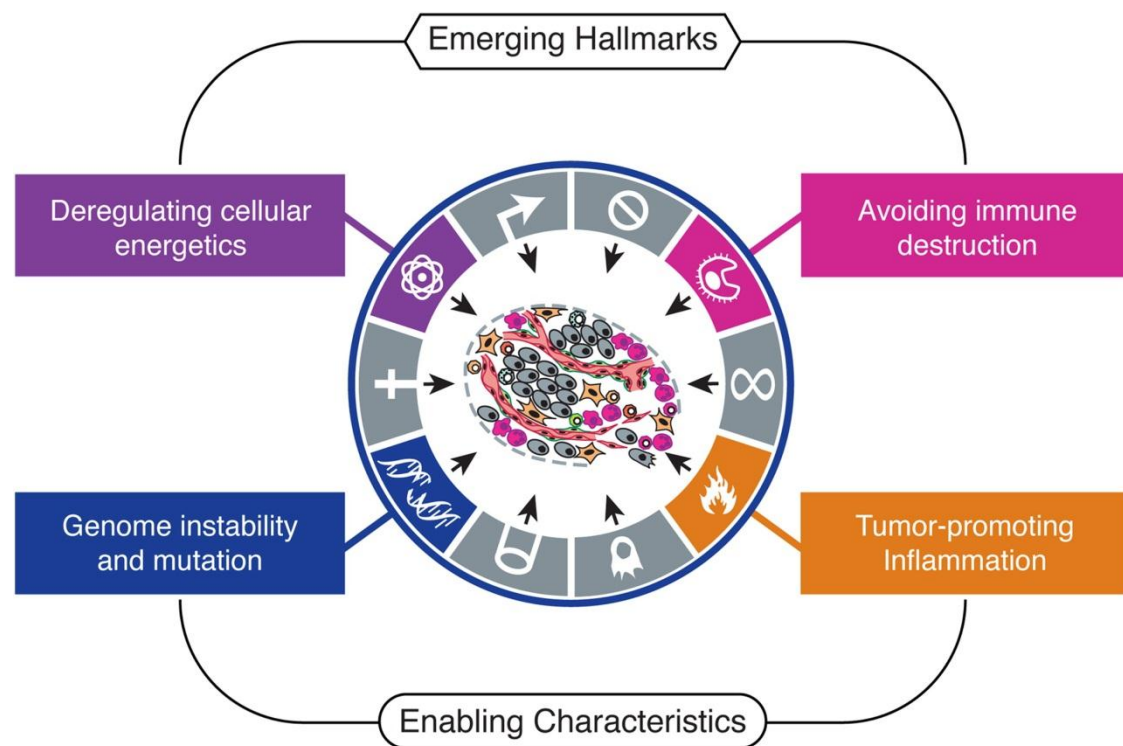 Emerging Hallmarks
Deregulating cellular
energetics
Avoiding immune
destruction
Genome instability
and mutation
Tumor-promoting
Inflammation
Enabling Characteristics